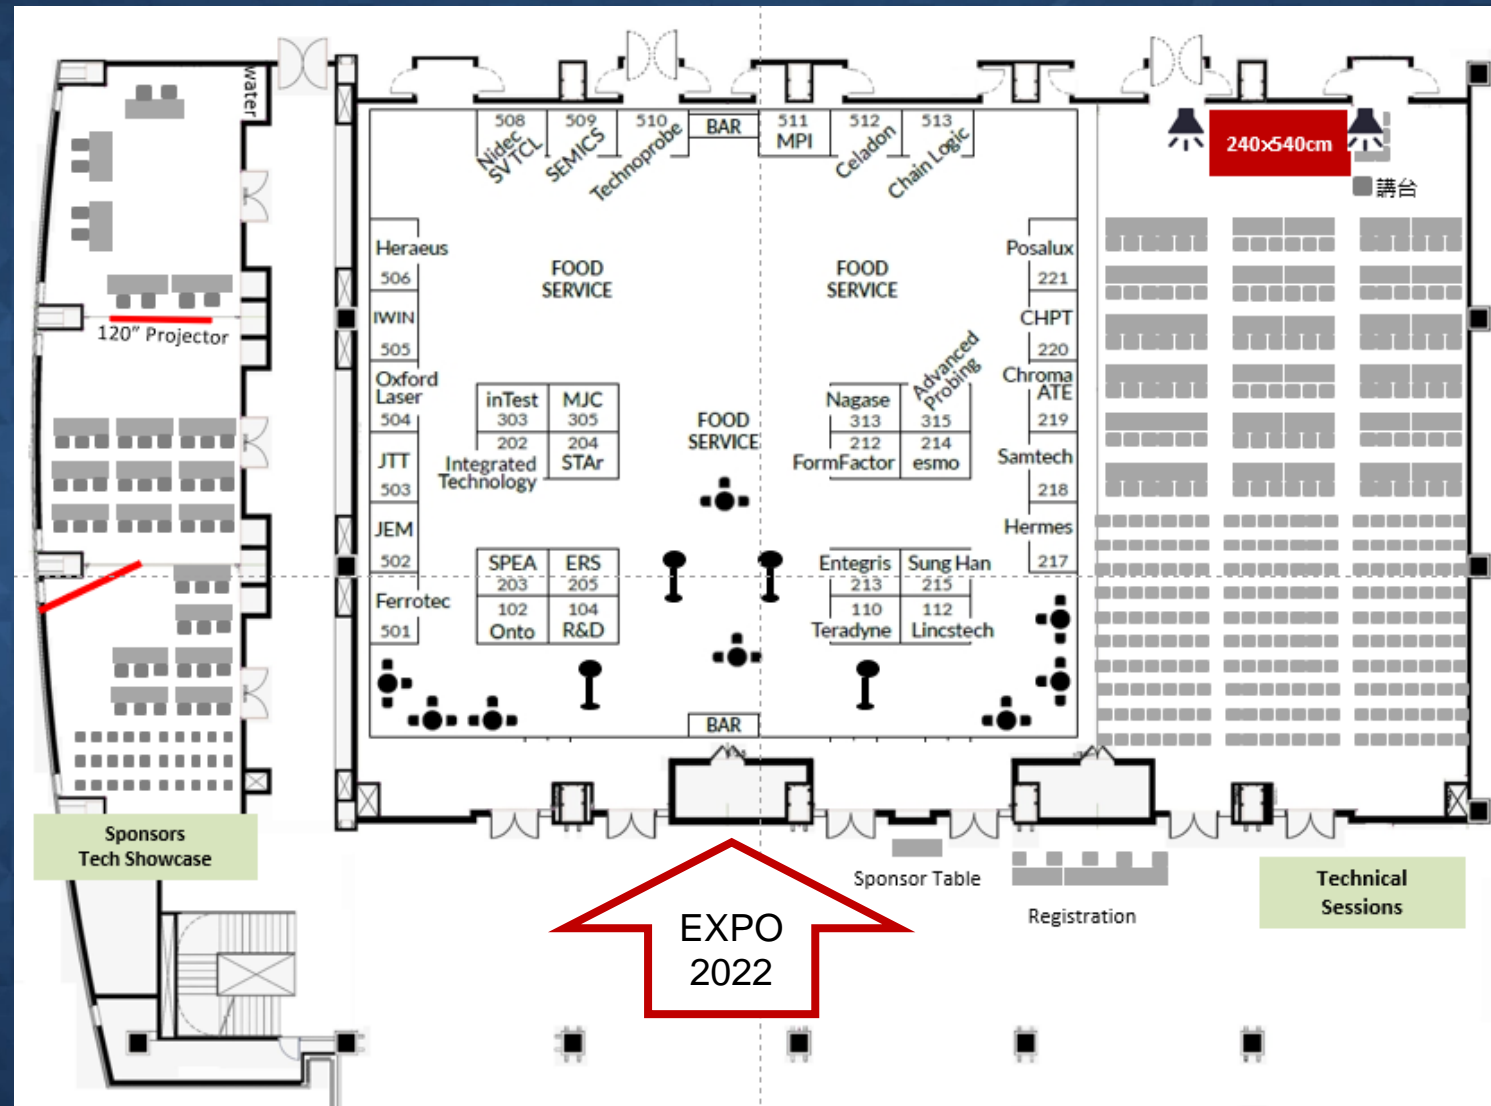 water
508
Nidec
SVTCL
509
SEMICS
510
Technoprobe
BAR
511
MPI
512
Celadon
513
Chain Logic
240x540cm
講台
Heraeus
506
IWIN
505
Oxford
Laser
504
JTT
503
JEM
502
Ferrotec
501
FOOD
SERVICE
FOOD
SERVICE
FOOD
SERVICE
Posalux
221
CHPT
220
Chroma
ATE
219
Samtech
218
Hermes
217
120” Projector
inTest
303
MJC
305
202
Integrated
Technology
204
STAr
Nagase
313
Advanced
Probing
315
212
FormFactor
214
esmo
SPEA
203
ERS
205
102
Onto
104
R&D
Entegris
213
Sung Han
215
110
Teradyne
112
Lincstech
BAR
Sponsors
Tech Showcase
Sponsor Table
Registration
Technical
Sessions
EXPO
2022